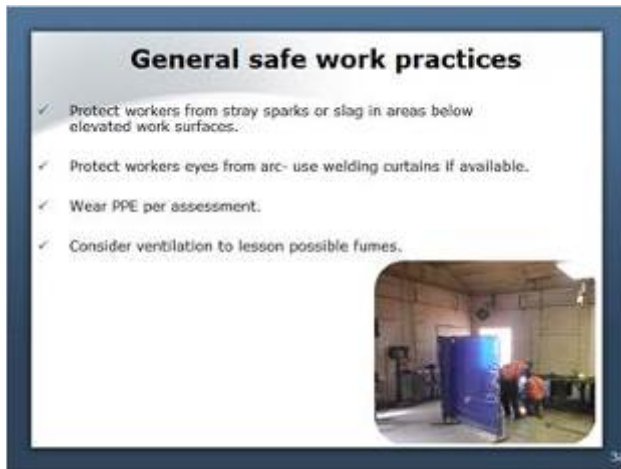 General safe work practices
✓ Protect workers from stray sparks or slag in areas below
elevated work surfaces.
✓ Protect workers eyes from arc- use welding curtains if available.
✓ Wear PPE per assessment.
✓ Consider ventilation to lesson possible fumes.